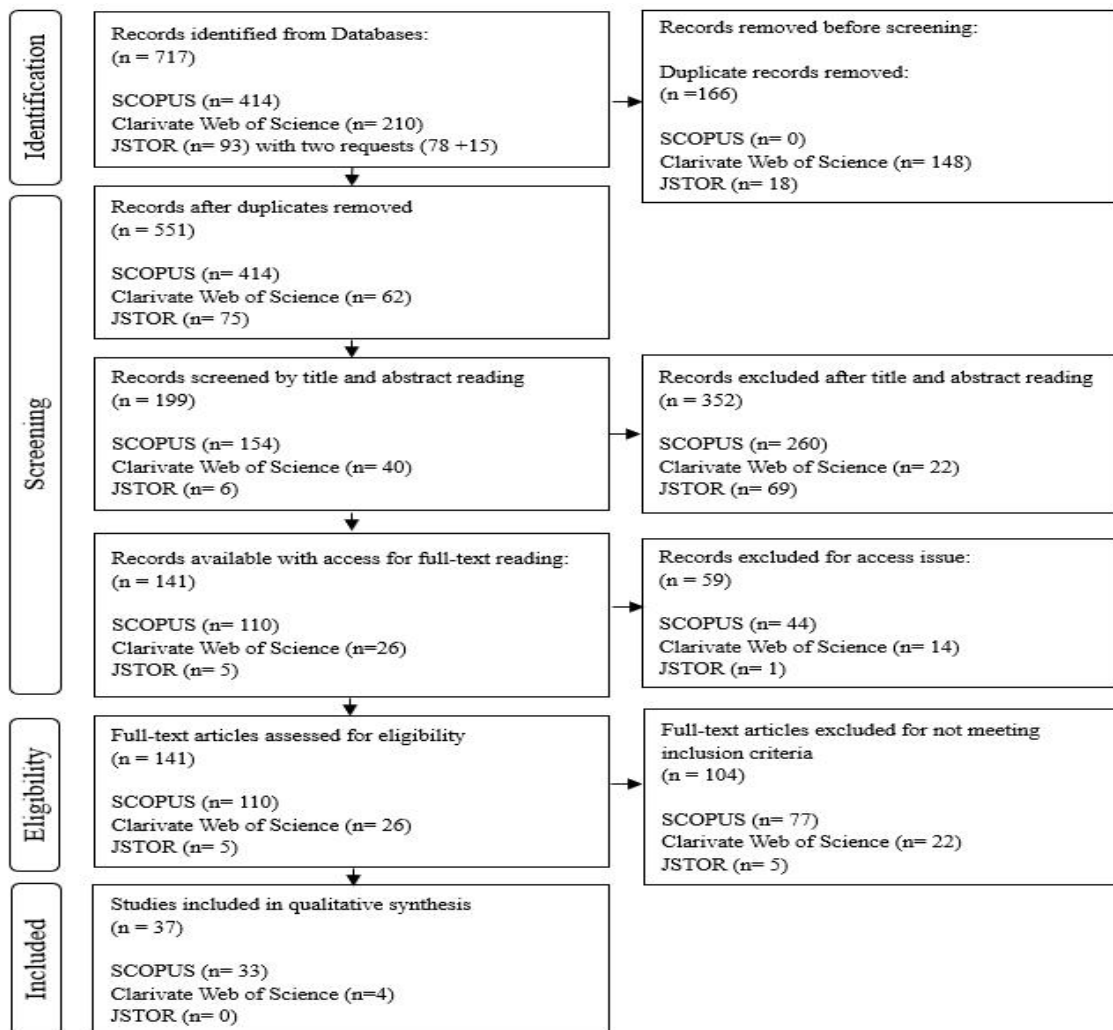 Identification
Records identified from Databases:
(n = 717)
SCOPUS (n= 414)
Clarivate Web of Science (n= 210)
JSTOR (n= 93) with two requests (78 +15)
Records removed before screening:
Duplicate records removed:
(n =166)
SCOPUS (n= 0)
Clarivate Web of Science (n= 148)
JSTOR (n= 18)
Screening
Records after duplicates removed
(n = 551)
SCOPUS (n= 414)
Clarivate Web of Science (n= 62)
JSTOR (n= 75)
Records screened by title and abstract reading
(n = 199)
SCOPUS (n= 154)
Clarivate Web of Science (n= 40)
JSTOR (n= 6)
Records excluded after title and abstract reading
(n = 352)
SCOPUS (n= 260)
Clarivate Web of Science (n= 22)
JSTOR (n= 69)
Records available with access for full-text reading:
(n = 141)
SCOPUS (n= 110)
Clarivate Web of Science (n=26)
JSTOR (n= 5)
Records excluded for access issue:
(n = 59)
SCOPUS (n= 44)
Clarivate Web of Science (n= 14)
JSTOR (n= 1)
Eligibility
Full-text articles assessed for eligibility
(n = 141)
SCOPUS (n= 110)
Clarivate Web of Science (n= 26)
JSTOR (n= 5)
Full-text articles excluded for not meeting
inclusion criteria
(n = 104)
SCOPUS (n= 77)
Clarivate Web of Science (n= 22)
JSTOR (n= 5)
Included
Studies included in qualitative synthesis
(n = 37)
SCOPUS (n= 33)
Clarivate Web of Science (n=4)
JSTOR (n= 0)